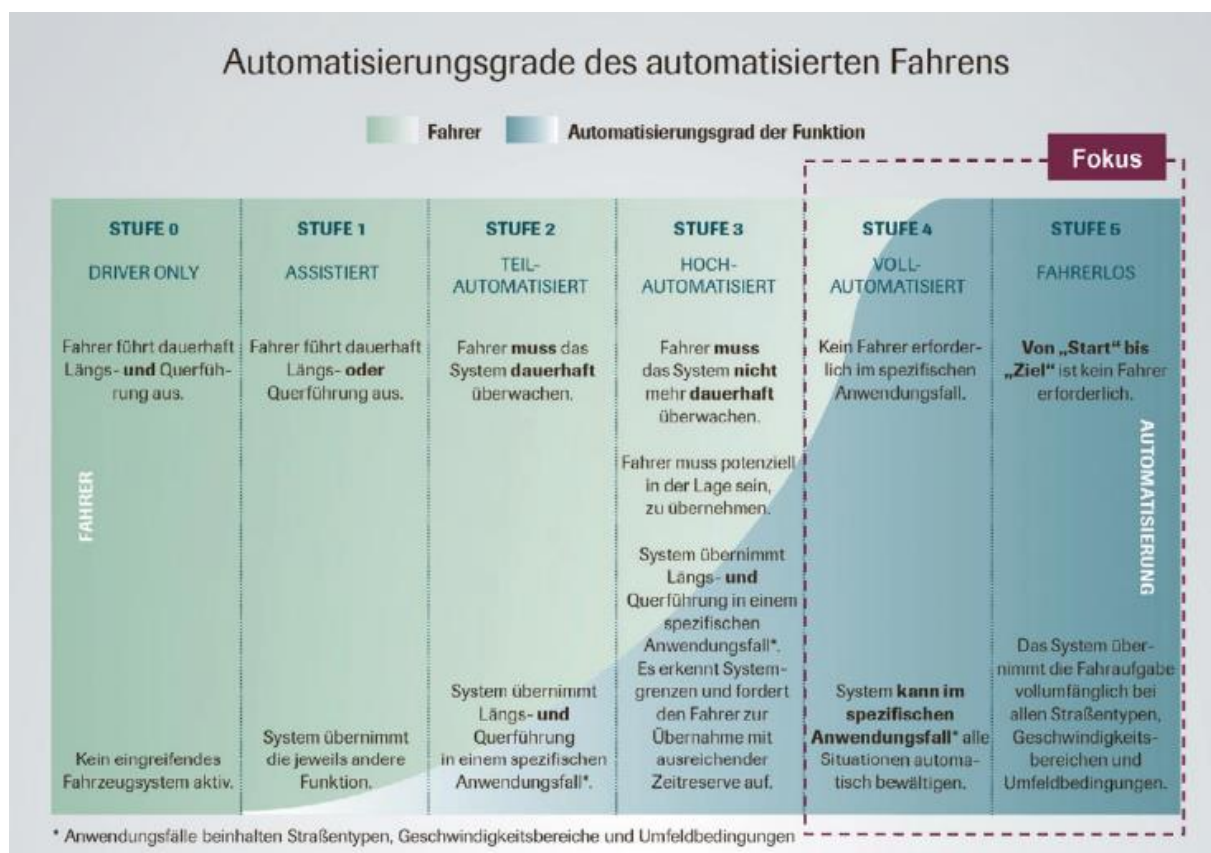 Automatisierungsgrade des automatisierten Fahrens
Fahrer
Automatisierungsgrad der Funktion
Fokus
STUFE 0
DRIVER ONLY
Fahrer führt dauerhaft
Längs- und Querfüh-
rung aus.
FAHRER
Kein eingreifendes
Fahrzeugsystem aktiv.
STUFE 1
ASSISTIERT
Fahrer führt dauerhaft
Längs- oder
Querführung aus.
System übernimmt
die jeweils andere
Funktion.
STUFE 2
TEIL-
AUTOMATISIERT
Fahrer muss das
System dauerhaft
überwachen.
System übernimmt
Längs- und
Querführung
in einem spezifischen
Anwendungsfall*.
STUFE 3
HOCH-
AUTOMATISIERT
Fahrer muss
das System nicht
mehr dauerhaft
überwachen.
Fahrer muss potenziell
in der Lage sein,
zu übernehmen.
System übernimmt
Längs- und
Querführung in einem
spezifischen
Anwendungsfall*.
Es erkennt System-
grenzen und fordert
den Fahrer zur
Übernahme mit
ausreichender
Zeitreserve auf.
STUFE 4
VOLL-
AUTOMATISIERT
Kein Fahrer erforder-
lich im spezifischen
Anwendungsfall.
System kann im
spezifischen
Anwendungsfall* alle
Situationen automa-
tisch bewältigen.
STUFE 5
FAHRERLOS
Von „Start" bis
„Ziel" ist kein Fahrer
erforderlich.
AUTOMATISIERUNG
Das System über-
nimmt die Fahraufgabe
vollumfänglich bei
allen Straßentypen,
Geschwindigkeits-
bereichen und
Umfeldbedingungen.
* Anwendungsfälle beinhalten Straßentypen, Geschwindigkeitsbereiche und Umfeldbedingungen